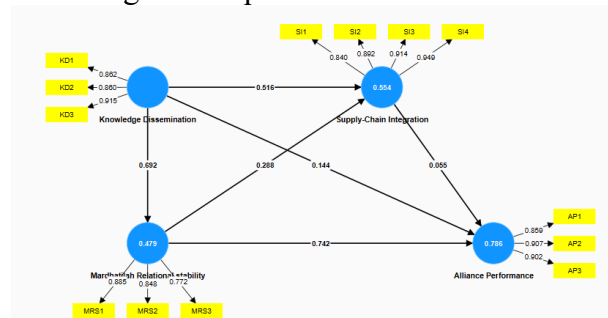 SI1
SI2
SI3
SI4
0.840
0.892
0.914
0.949
KD1
KD2
KD3
0.862
0.860
0.915
Knowledge Dissemination
0.516
0.554
Supply-Chain Integration
0.692
0.288
0.144
0.055
0.479
Relational-stability
0.742
0.786
Alliance Performance
AP1
AP2
AP3
0.859
0.907
0.902
0.885
0.848
0.772
MRS1
MRS2
MRS3